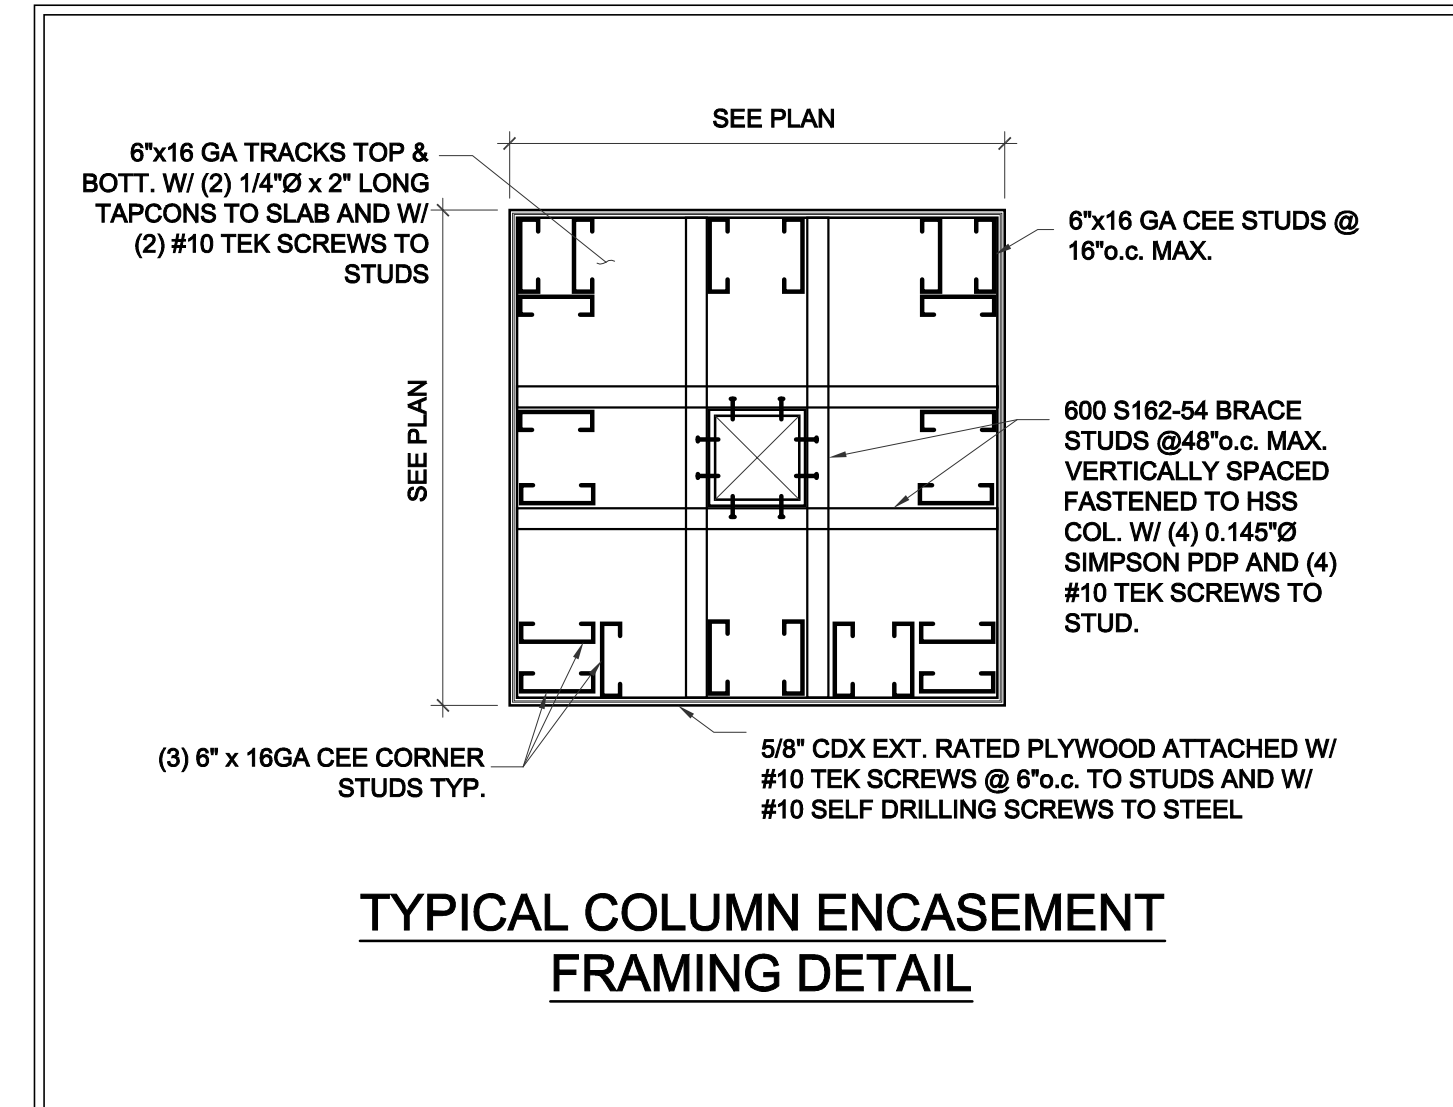 SEE PLAN
6"x16 GA TRACKS TOP &
BOTT. W/ (2) 1/4"Ø x 2" LONG
TAPCONS TO SLAB AND W/
(2) #10 TEK SCREWS TO
STUDS
6"x16 GA CEE STUDS @
16"o.c. MAX.
SEE PLAN
600 S162-54 BRACE
STUDS @48"o.c. MAX.
VERTICALLY SPACED
FASTENED TO HSS
COL. W/ (4) 0.145"Ø
SIMPSON PDP AND (4)
#10 TEK SCREWS TO
STUD.
(3) 6" x 16GA CEE CORNER
STUDS TYP.
5/8" CDX EXT. RATED PLYWOOD ATTACHED W/
#10 TEK SCREWS @ 6"o.c. TO STUDS AND W/
#10 SELF DRILLING SCREWS TO STEEL
TYPICAL COLUMN ENCASEMENT
FRAMING DETAIL